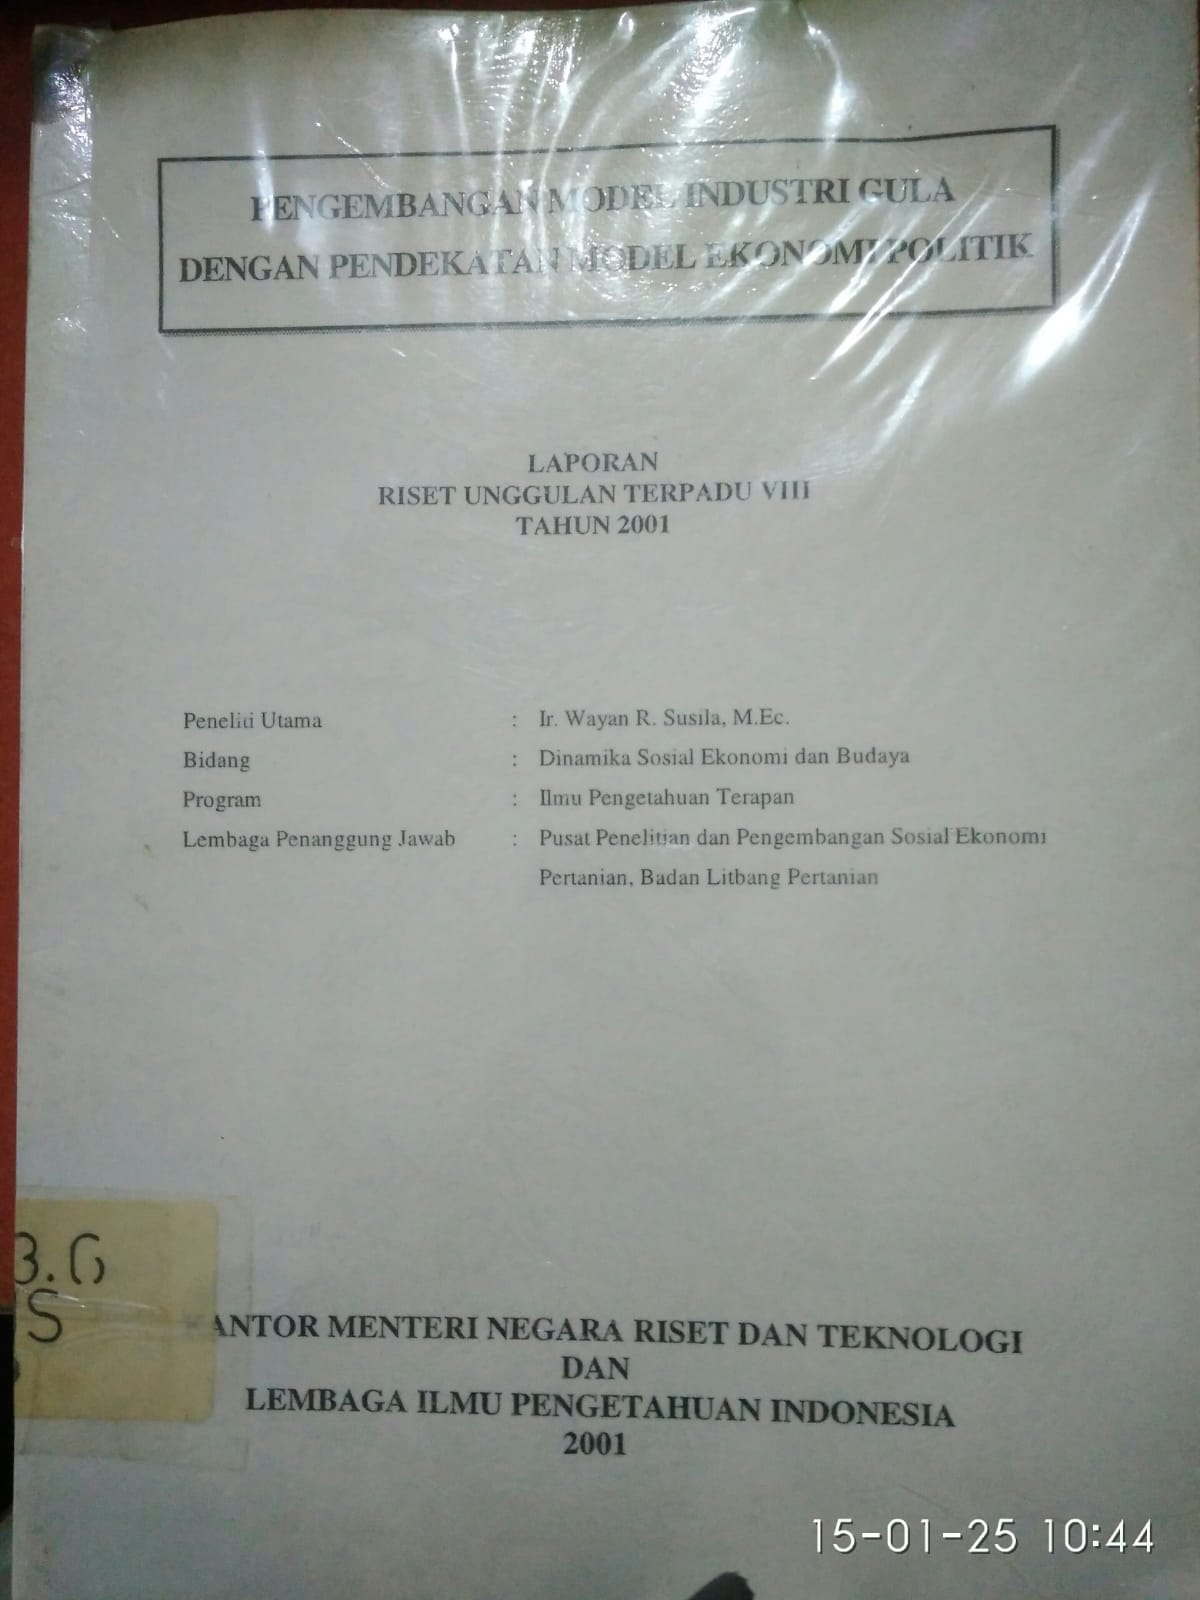 PENGEMBANGAN MODEL INDUSTRI GULA
DENGAN PENDEKATAN MODEL EKONOMI POLITIK
LAPORAN
RISET UNGGULAN TERPADU VIII
TAHUN 2001
Peneliti Utama : Ir. Wayan R. Susila, M.Ec.
Bidang : Dinamika Sosial Ekonomi dan Budaya
Program : Ilmu Pengetahuan Terapan
Lembaga Penanggung Jawab : Pusat Penelitian dan Pengembangan Sosial Ekonomi
Pertanian, Badan Litbang Pertanian
3.6
S
KANTOR MENTERI NEGARA RISET DAN TEKNOLOGI
DAN
LEMBAGA ILMU PENGETAHUAN INDONESIA
2001
15-01-25 10:44